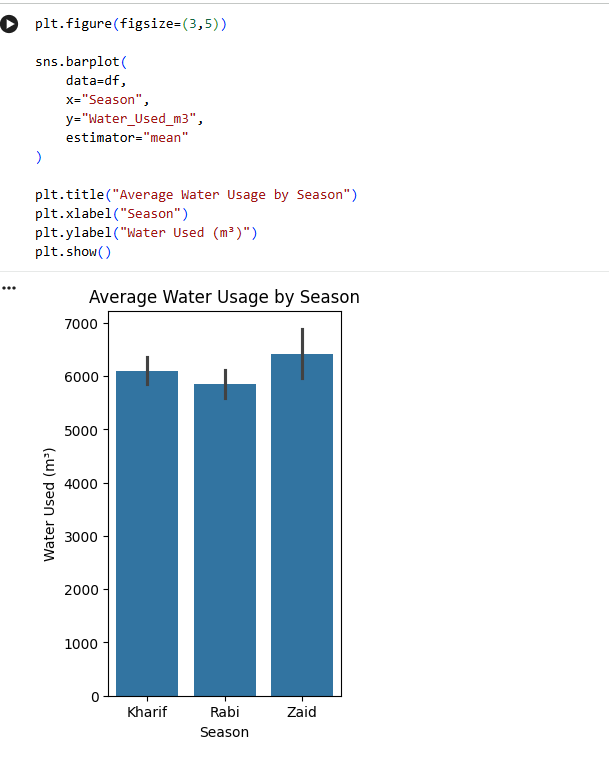 plt.figure(figsize=(3,5))
sns.barplot(
    data=df,
    x="Season",
    y="Water_Used_m3",
    estimator="mean"
)
plt.title("Average Water Usage by Season")
plt.xlabel("Season")
plt.ylabel("Water Used (m³)")
plt.show()
Average Water Usage by Season
7000
6000
5000
4000
3000
2000
1000
0
Water Used (m³)
Kharif Rabi Zaid
Season